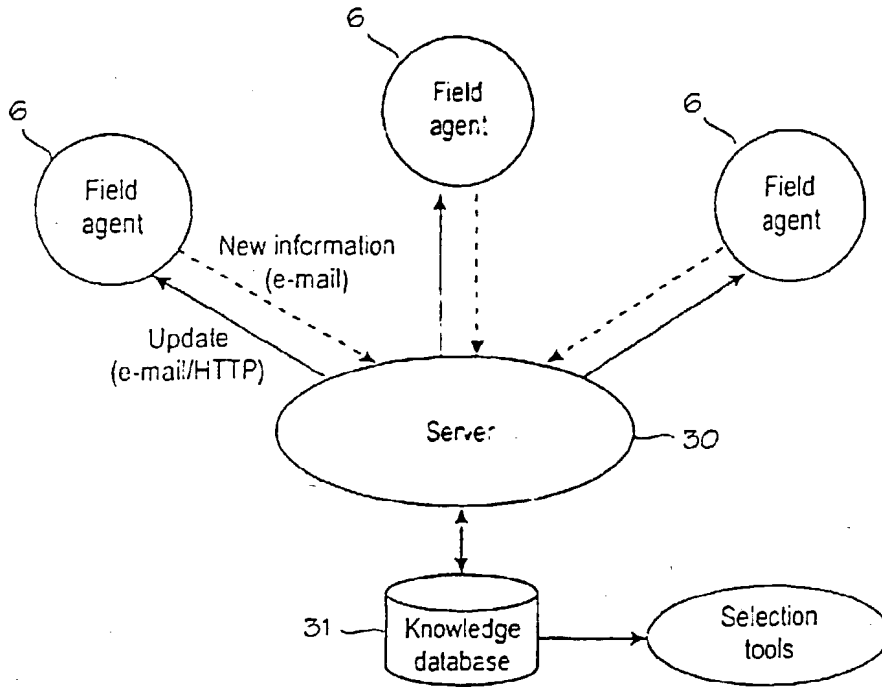 6
Field
agent
6
Field
agent
6
Field
agent
New information
(e-mail)
Update
(e-mail/HTTP)
Server
30
31
Knowledge
database
Selection
tools